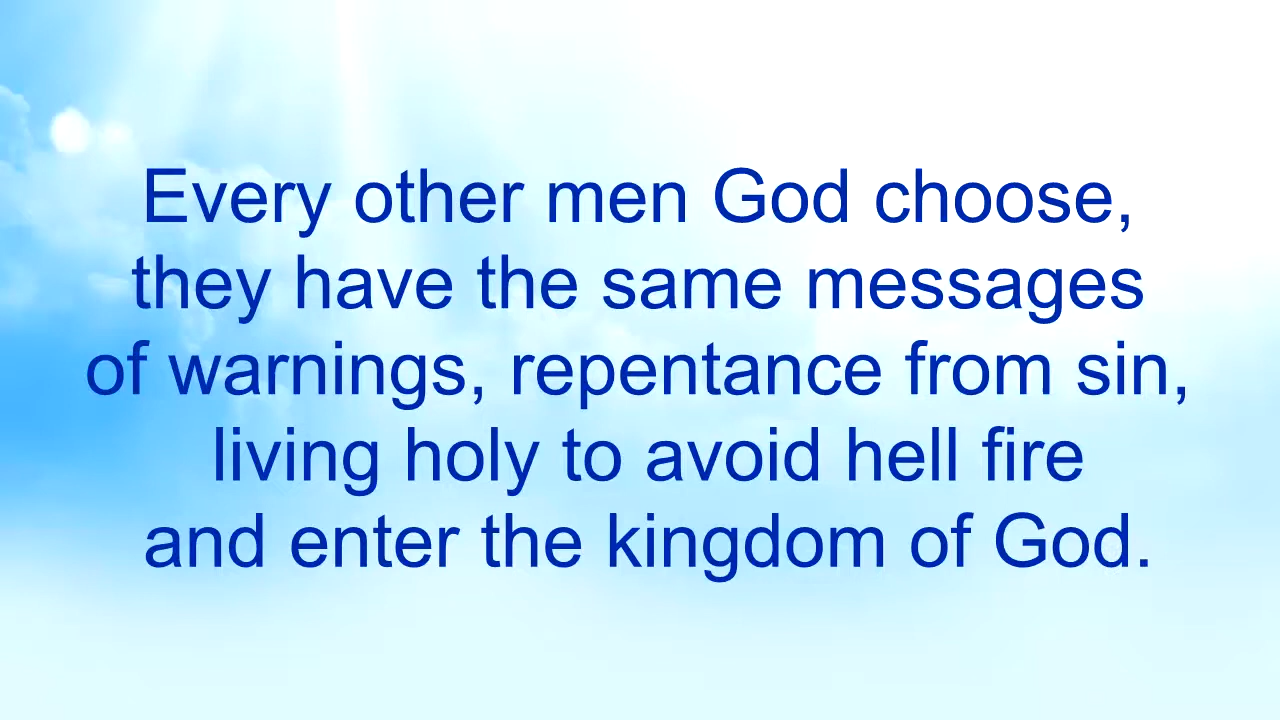 Every other men God choose,
they have the same messages
of warnings, repentance from sin,
living holy to avoid hell fire
and enter the kingdom of God.